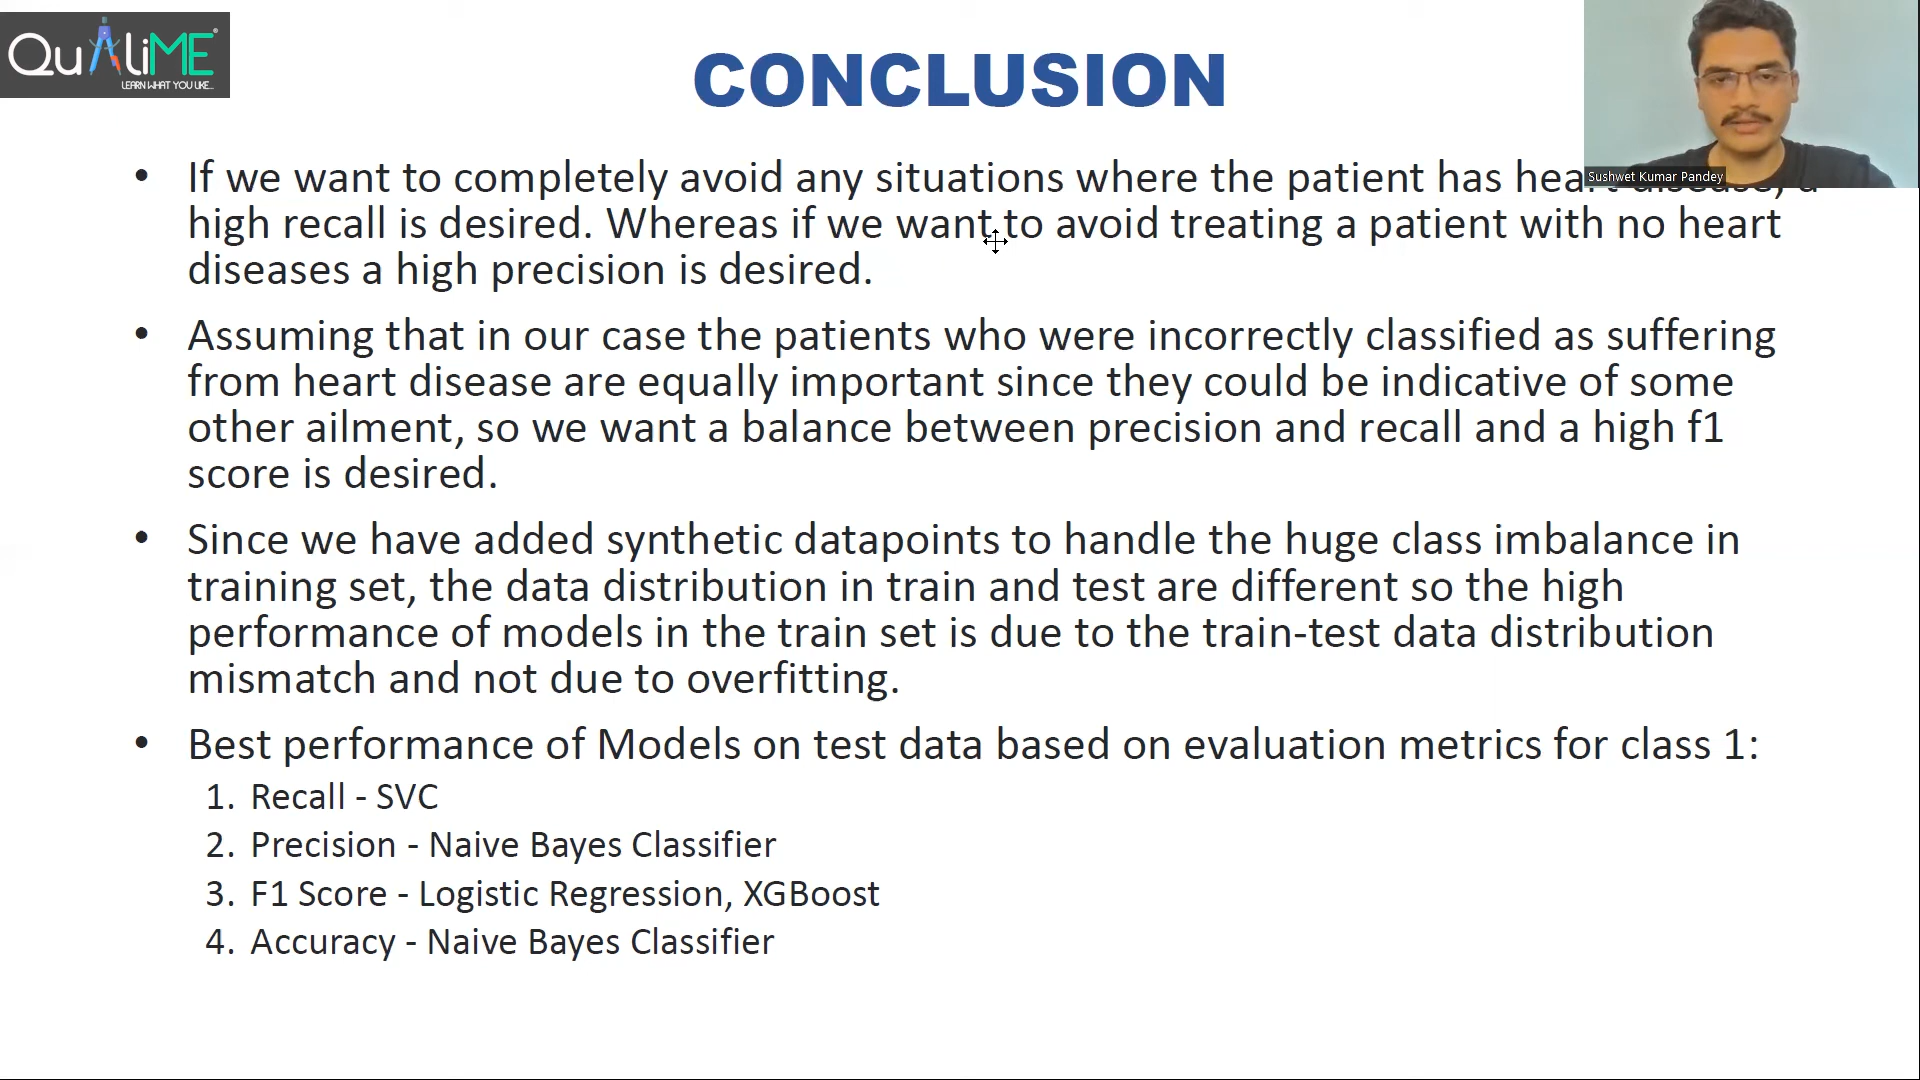 QuALiME
LEARN WHAT YOU LIKE...
CONCLUSION
Sushwet Kumar Pandey
• If we want to completely avoid any situations where the patient has
high recall is desired. Whereas if we want to avoid treating a patient with no heart
diseases a high precision is desired.
• Assuming that in our case the patients who were incorrectly classified as suffering
from heart disease are equally important since they could be indicative of some
other ailment, so we want a balance between precision and recall and a high f1
score is desired.
• Since we have added synthetic datapoints to handle the huge class imbalance in
training set, the data distribution in train and test are different so the high
performance of models in the train set is due to the train-test data distribution
mismatch and not due to overfitting.
• Best performance of Models on test data based on evaluation metrics for class 1:
1. Recall - SVC
2. Precision - Naive Bayes Classifier
3. F1 Score - Logistic Regression, XGBoost
4. Accuracy - Naive Bayes Classifier